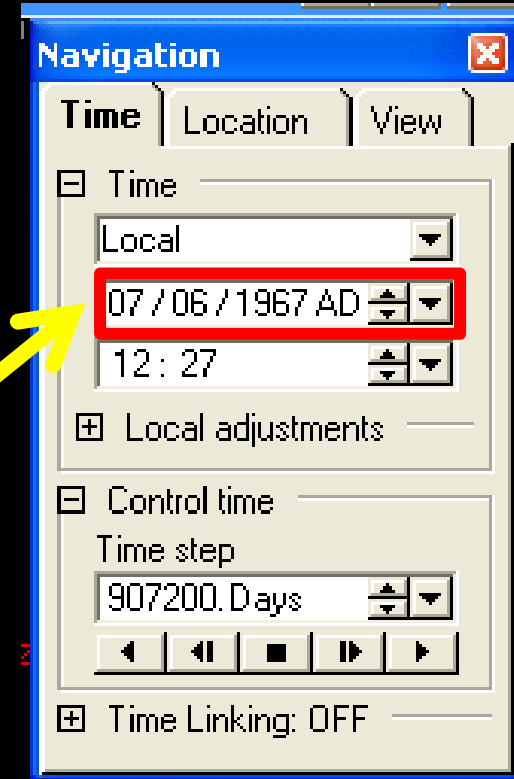 Navigation
Time Location View
Time
Local
07 / 06 / 1967 AD
12 : 27
Local adjustments
Control time
Time step
907200. Days
Time Linking: OFF